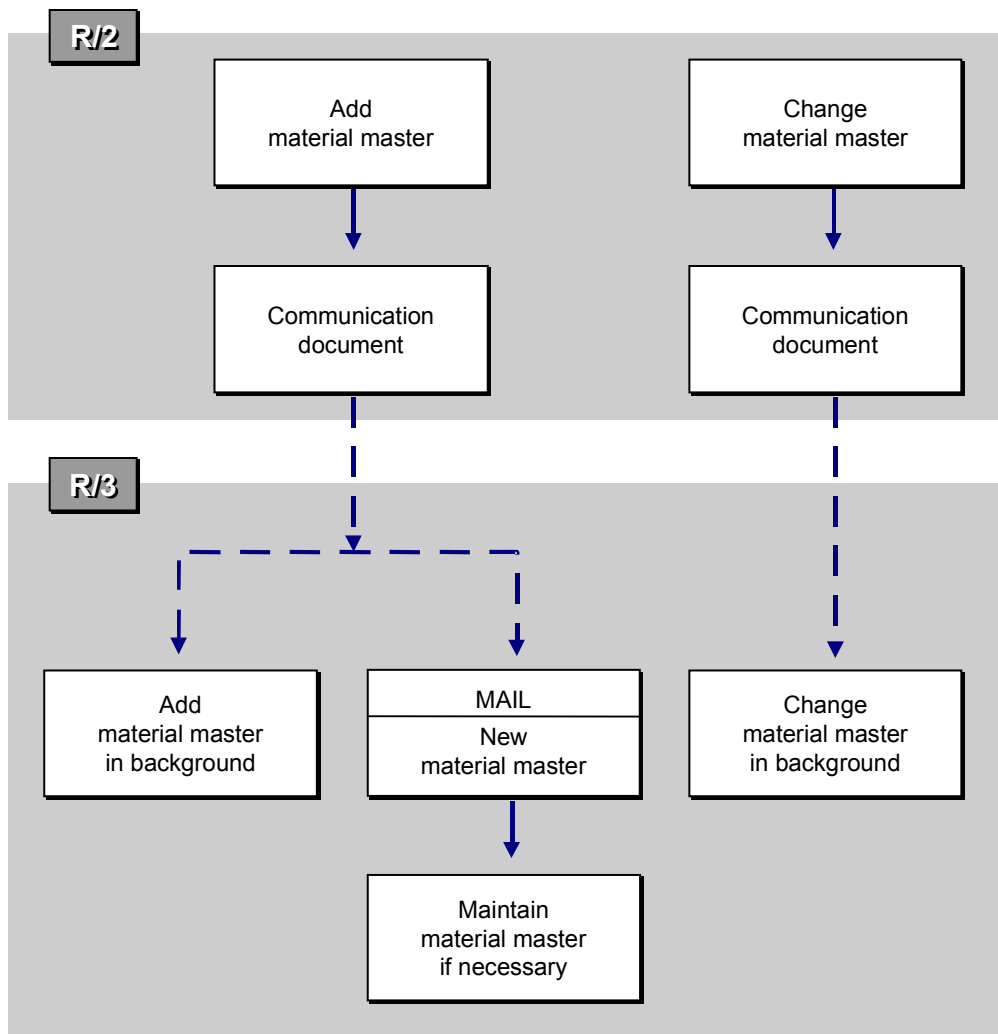 R/2
Add
material master
Change
material master
Communication
document
Communication
document
R/3
Add
material master
in background
MAIL
New
material master
Change
material master
in background
Maintain
material master
if necessary